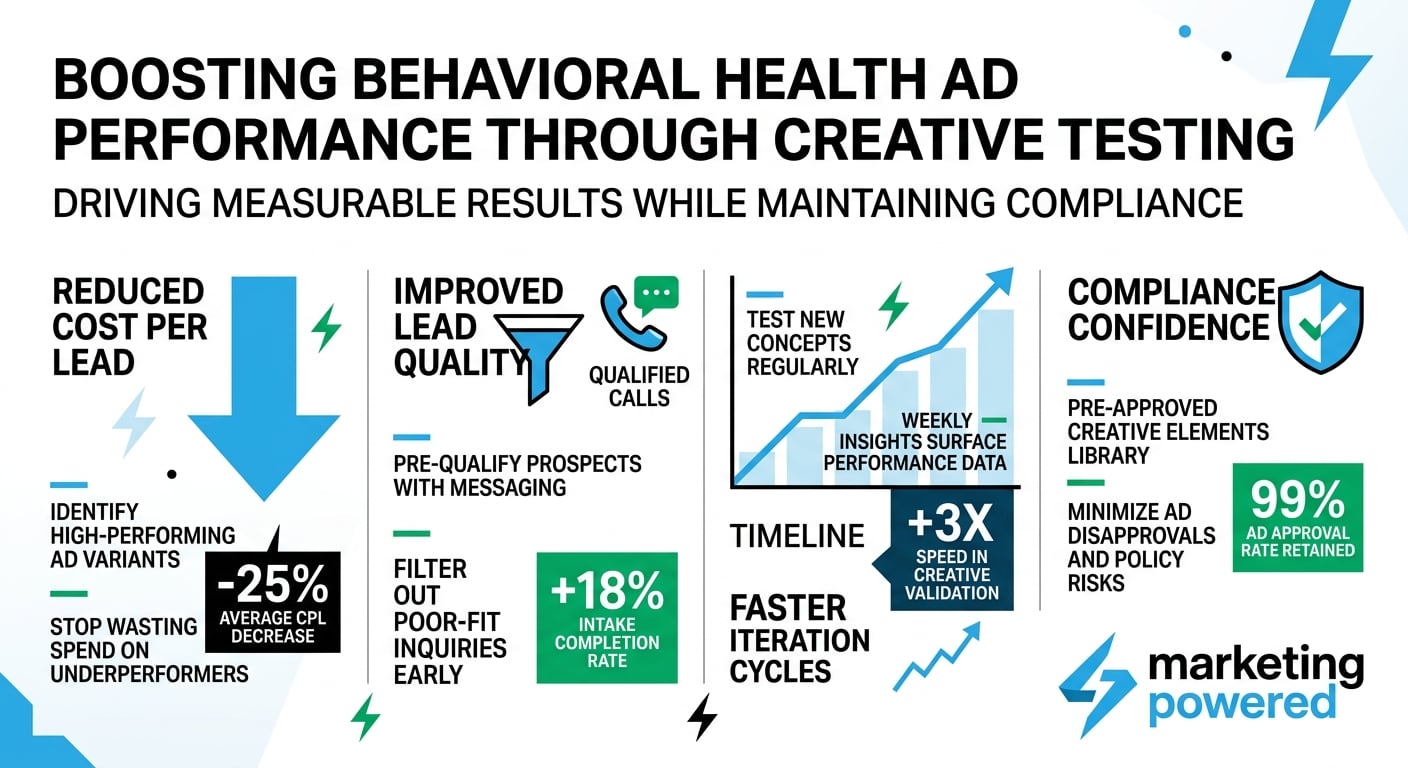 BOOSTING BEHAVIORAL HEALTH AD
PERFORMANCE THROUGH CREATIVE TESTING
DRIVING MEASURABLE RESULTS WHILE MAINTAINING COMPLIANCE
REDUCED
COST PER
LEAD
IDENTIFY
HIGH-PERFORMING
AD VARIANTS
STOP WASTING
SPEND ON
UNDERPERFORMERS
-25%
AVERAGE CPL
DECREASE
IMPROVED
LEAD
QUALITY
QUALIFIED
CALLS
PRE-QUALIFY PROSPECTS
WITH MESSAGING
FILTER
OUT
POOR-FIT
INQUIRIES
EARLY
+18%
INTAKE
COMPLETION
RATE
TEST NEW
CONCEPTS
REGULARLY
WEEKLY
INSIGHTS SURFACE
PERFORMANCE DATA
TIMELINE
+3X
SPEED IN
CREATIVE
VALIDATION
FASTER
ITERATION
CYCLES
COMPLIANCE
CONFIDENCE
PRE-APPROVED
CREATIVE ELEMENTS
LIBRARY
MINIMIZE AD
DISAPPROVALS
AND POLICY
RISKS
99%
AD APPROVAL
RATE RETAINED
marketing
powered